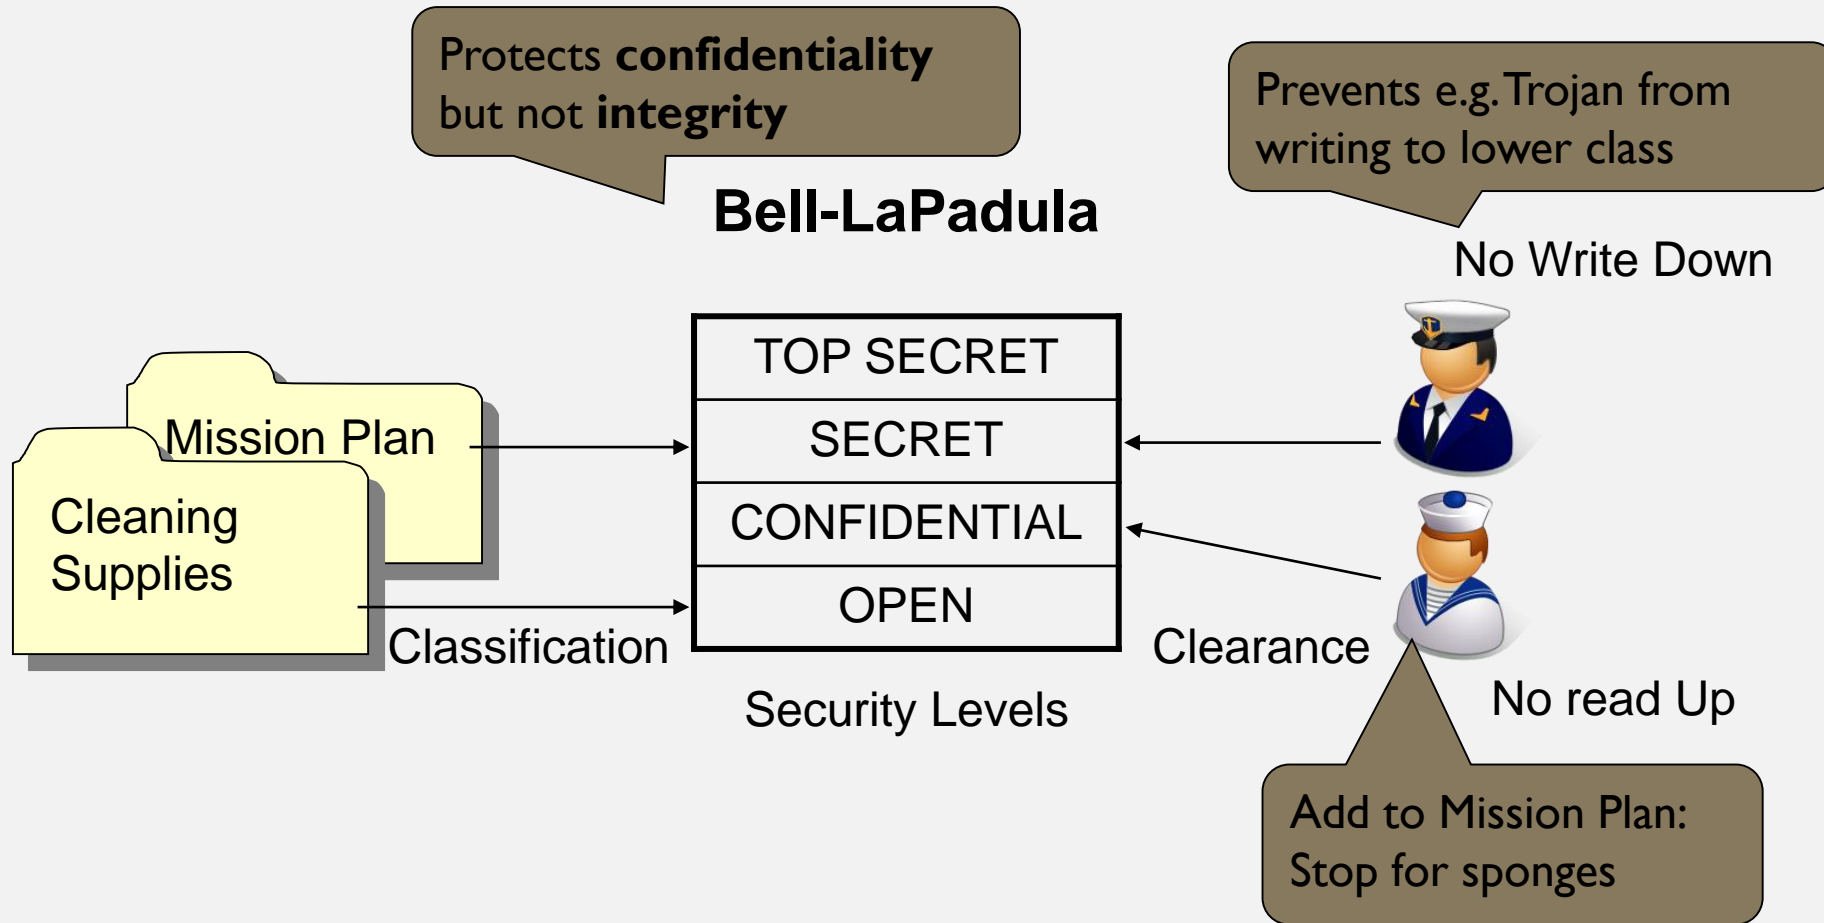 Protects confidentiality
but not integrity
Prevents e.g. Trojan from
writing to lower class
Bell-LaPadula
No Write Down
TOP SECRET
SECRET
CONFIDENTIAL
OPEN
Mission Plan
Cleaning
Supplies
Classification
Clearance
Security Levels
No read Up
Add to Mission Plan:
Stop for sponges